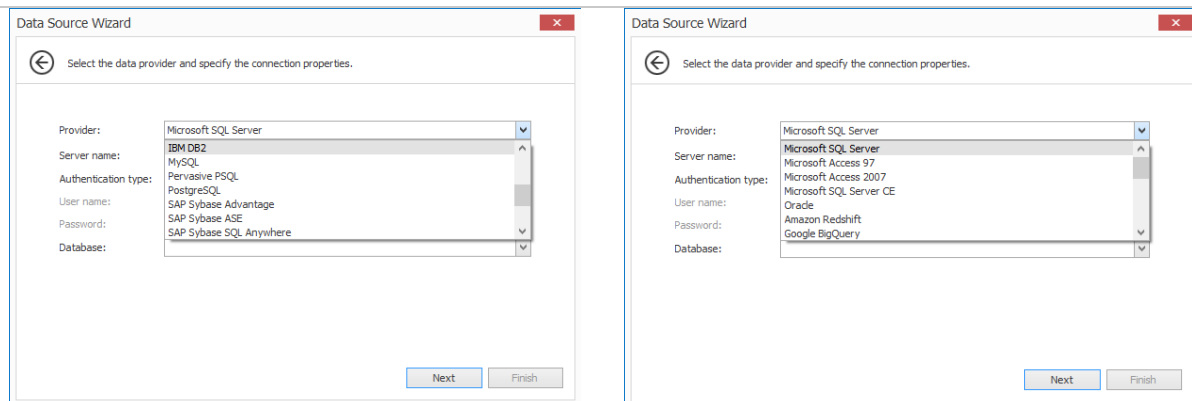 Data Source Wizard
Select the data provider and specify the connection properties.
Provider: Microsoft SQL Server
IBM DB2
Server name:
MySQL
Pervasive PSQL
Authentication type:
PostgreSQL
User name:
SAP Sybase Advantage
SAP Sybase ASE
Password:
SAP Sybase SQL Anywhere
Database:
Next Finish
Data Source Wizard
Select the data provider and specify the connection properties.
Provider: Microsoft SQL Server
Microsoft SQL Server
Server name:
Microsoft Access 97
Microsoft Access 2007
Authentication type:
Microsoft SQL Server CE
User name:
Oracle
Amazon Redshift
Password:
Google BigQuery
Database:
Next Finish